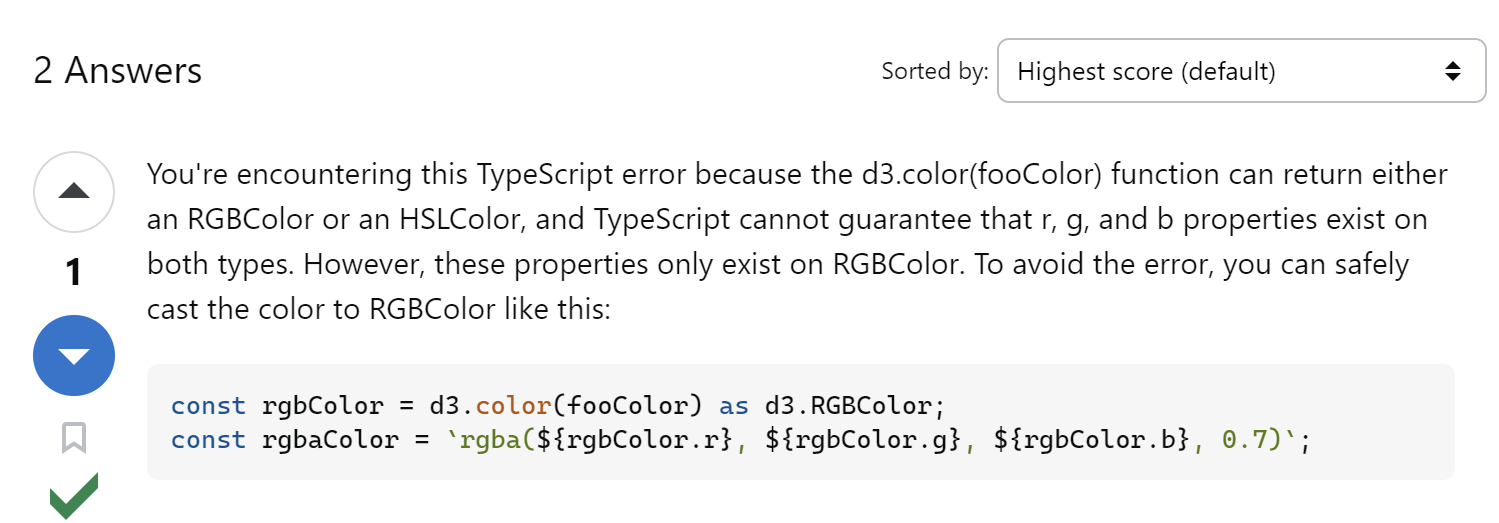 2 Answers
Sorted by:
Highest score (default)
You're encountering this TypeScript error because the d3.color(fooColor) function can return either
an RGBColor or an HSLColor, and TypeScript cannot guarantee that r, g, and b properties exist on
both types. However, these properties only exist on RGBColor. To avoid the error, you can safely
cast the color to RGBColor like this:
1
const rgbColor = d3.color(fooColor) as d3.RGBColor;
const rgbaColor = `rgba(${rgbColor.r}, ${rgbColor.g}, ${rgbColor.b}, 0.7)`;